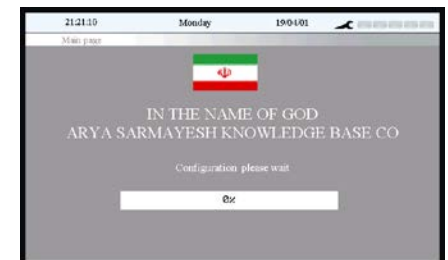 21:21:10 Monday 19/04/01
Main page
IN THE NAME OF GOD
ARYA SARMAYESH KNOWLEDGE BASE CO
Configuration please wait
0%